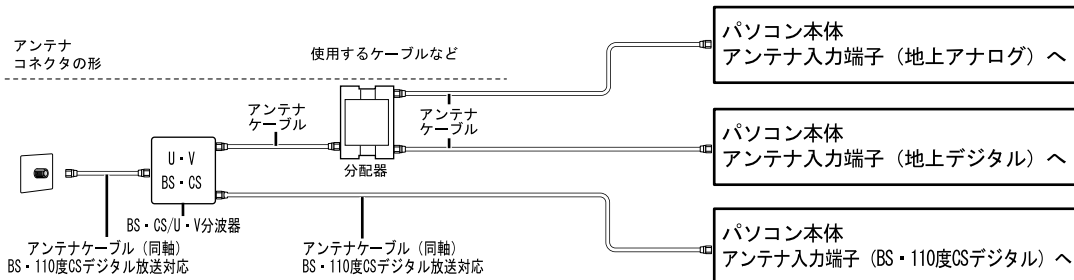 アンテナ
コネクタの形
使用するケーブルなど
パソコン本体
アンテナ入力端子（地上アナログ）へ
アンテナ
ケーブル
アンテナ
ケーブル
分配器
パソコン本体
アンテナ入力端子（地上デジタル）へ
U・V
BS・CS
BS・CS/U・V分波器
アンテナケーブル（同軸）
BS・110度CSデジタル放送対応
アンテナケーブル（同軸）
BS・110度CSデジタル放送対応
パソコン本体
アンテナ入力端子（BS・110度CSデジタル）へ